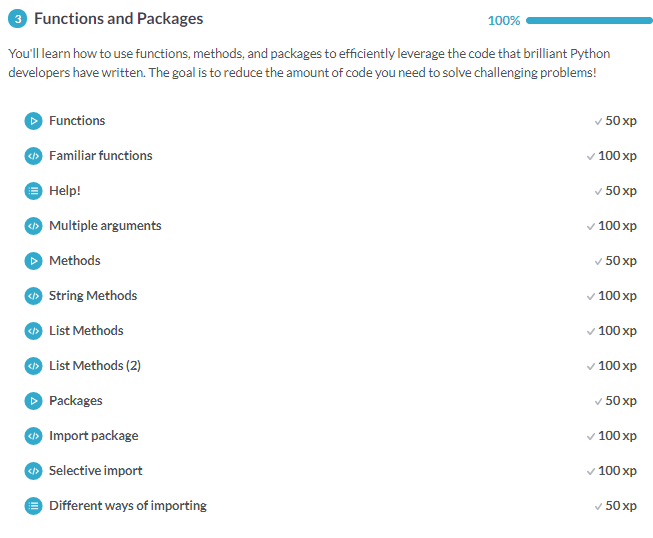 3 Functions and Packages 100%
You'll learn how to use functions, methods, and packages to efficiently leverage the code that brilliant Python
developers have written. The goal is to reduce the amount of code you need to solve challenging problems!
Functions 50 xp
Familiar functions 100 xp
Help! 50 xp
Multiple arguments 100 xp
Methods 50 xp
String Methods 100 xp
List Methods 100 xp
List Methods (2) 100 xp
Packages 50 xp
Import package 100 xp
Selective import 100 xp
Different ways of importing 50 xp